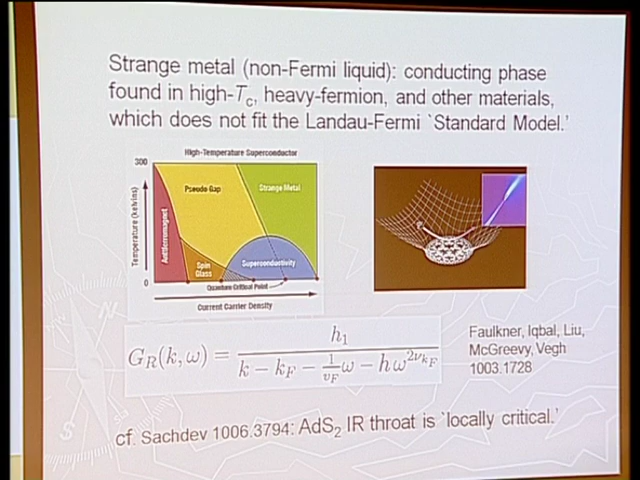 Strange metal (non-Fermi liquid): conducting phase
found in high-Tc, heavy-fermion, and other materials,
which does not fit the Landau-Fermi `Standard Model.'
High-Temperature Superconductor
300
Pseudo Gap
Strange Metal
Temperature (kelvins)
Antiferromagnet
Spin
Glass
Superconductivity
0
Quantum Critical Point
Current Carrier Density
G_R(k,ω) = h_1 / (k − k_F − (1/v_F)ω − hω^{2ν_{k_F}})
Faulkner, Iqbal, Liu,
McGreevy, Vegh
1003.1728
cf. Sachdev 1006.3794: AdS2 IR throat is `locally critical.'
N
S